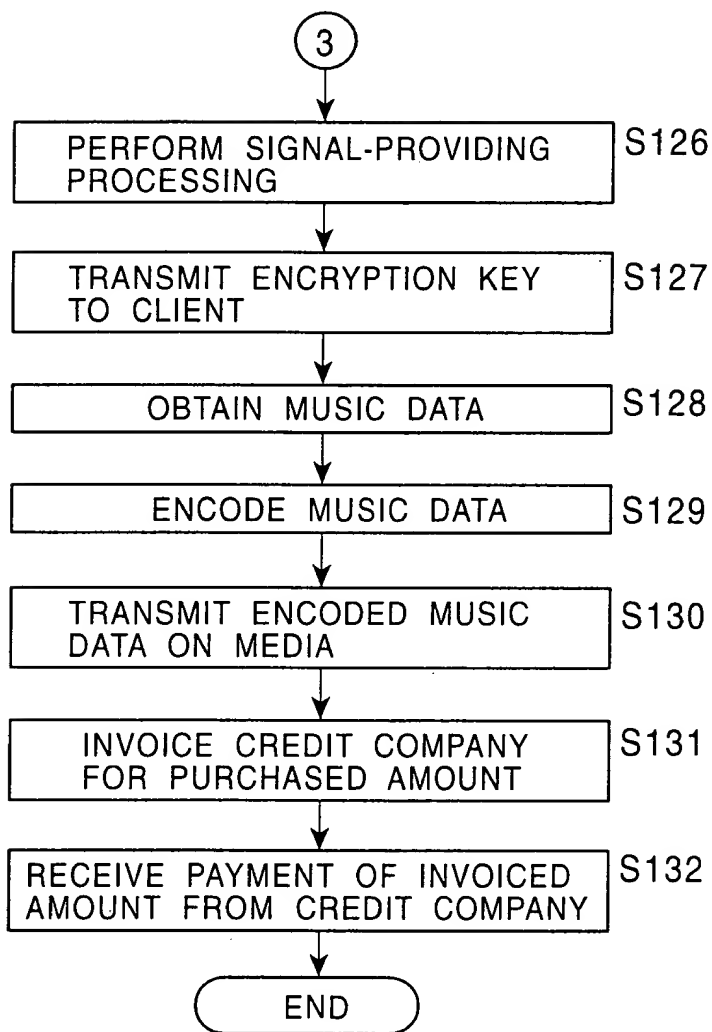 3
PERFORM SIGNAL-PROVIDING
PROCESSING
S126
TRANSMIT ENCRYPTION KEY
TO CLIENT
S127
OBTAIN MUSIC DATA
S128
ENCODE MUSIC DATA
S129
TRANSMIT ENCODED MUSIC
DATA ON MEDIA
S130
INVOICE CREDIT COMPANY
FOR PURCHASED AMOUNT
S131
RECEIVE PAYMENT OF INVOICED
AMOUNT FROM CREDIT COMPANY
S132
END